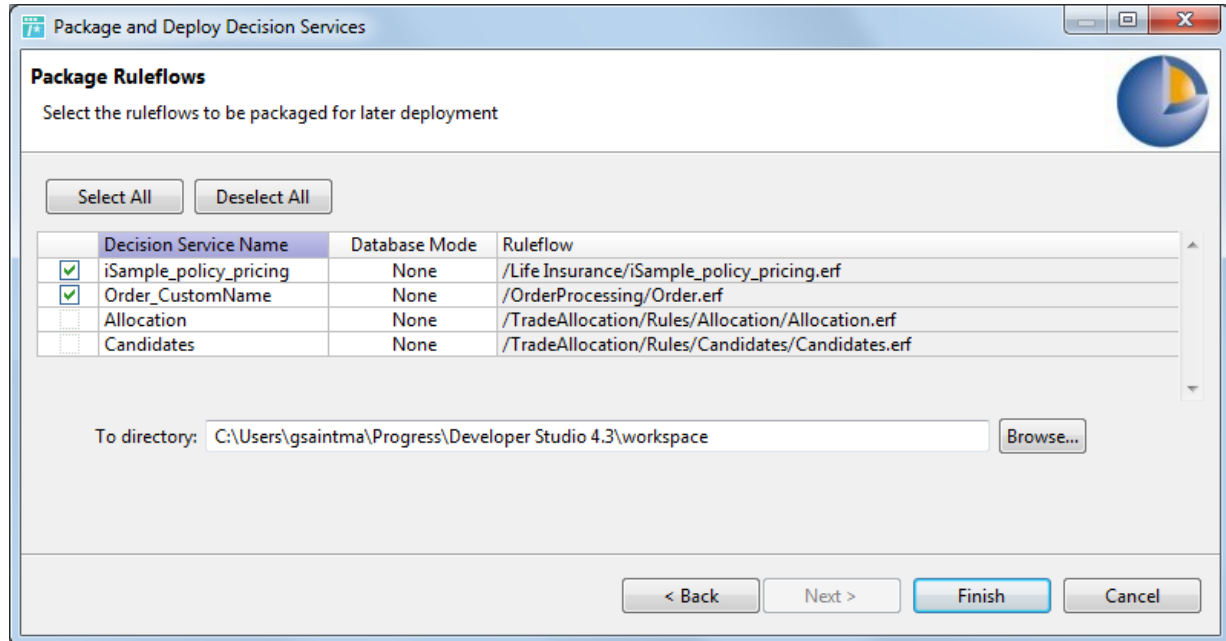 Package and Deploy Decision Services
Package Ruleflows
Select the ruleflows to be packaged for later deployment
Select All Deselect All
Decision Service Name Database Mode Ruleflow
iSample_policy_pricing None /Life Insurance/iSample_policy_pricing.erf
Order_CustomName None /OrderProcessing/Order.erf
Allocation None /TradeAllocation/Rules/Allocation/Allocation.erf
Candidates None /TradeAllocation/Rules/Candidates/Candidates.erf
To directory: C:\Users\gsaintma\Progress\Developer Studio 4.3\workspace Browse...
< Back Next > Finish Cancel